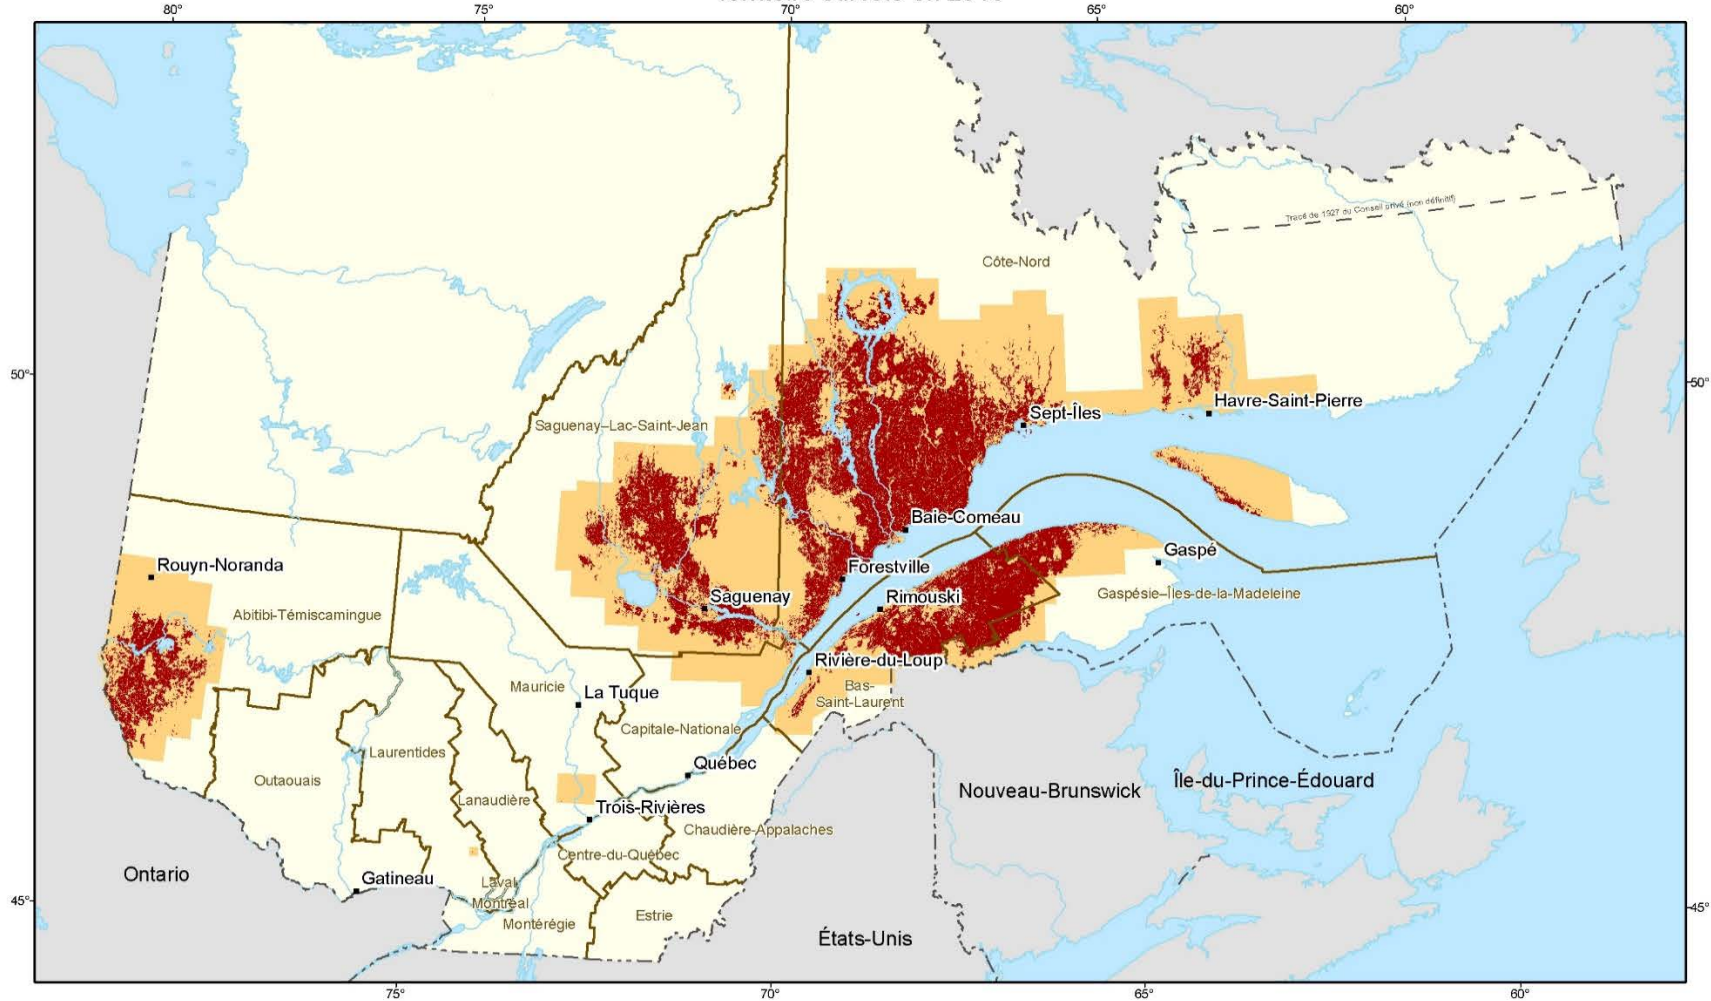 80°
75°
70°
65°
60°
Tracé de 1927 du Conseil privé (non définitif)
Côte-Nord
50°
50°
Havre-Saint-Pierre
Sept-Îles
Saguenay–Lac-Saint-Jean
Baie-Comeau
Gaspé
Rouyn-Noranda
Forestville
Saguenay
Rimouski
Gaspésie–Îles-de-la-Madeleine
Abitibi-Témiscamingue
Rivière-du-Loup
Mauricie
La Tuque
Bas-
Saint-Laurent
Capitale-Nationale
Laurentides
Québec
Outaouais
Île-du-Prince-Édouard
Nouveau-Brunswick
Lanaudière
Trois-Rivières
Chaudière-Appalaches
Centre-du-Québec
Ontario
Gatineau
Laval
Montréal
45°
45°
Estrie
Montérégie
États-Unis
75°
70°
65°
60°